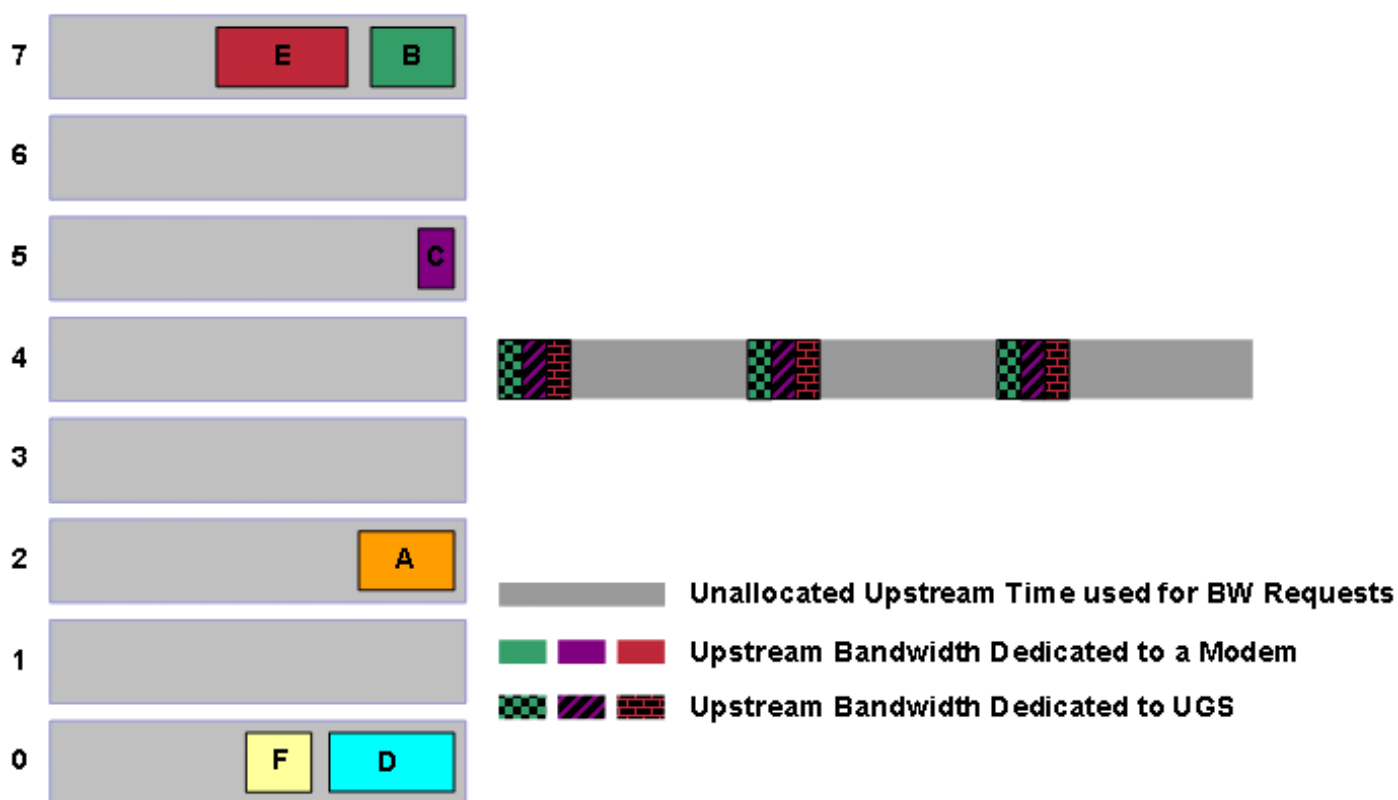 7
E B
6
5
C
4
3
2
A
1
0
F D
Unallocated Upstream Time used for BW Requests
Upstream Bandwidth Dedicated to a Modem
Upstream Bandwidth Dedicated to UGS